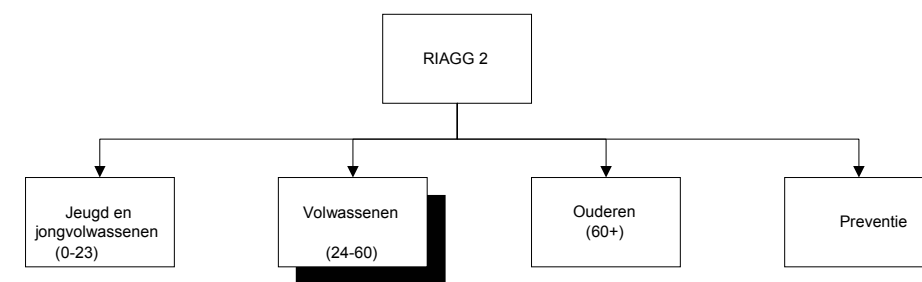 RIAGG 2
Jeugd en
jongvolwassenen
(0-23)
Volwassenen
(24-60)
Ouderen
(60+)
Preventie